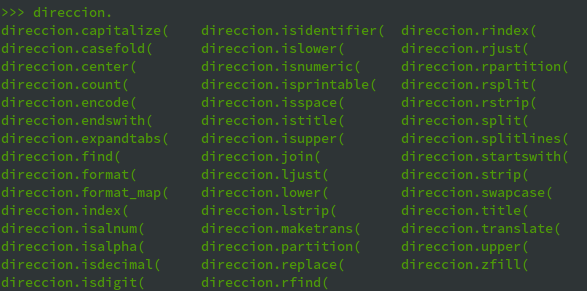 >>> direccion.
direccion.capitalize(    direccion.isidentifier(  direccion.rindex(
direccion.casefold(      direccion.islower(       direccion.rjust(
direccion.center(        direccion.isnumeric(     direccion.rpartition(
direccion.count(         direccion.isprintable(   direccion.rsplit(
direccion.encode(        direccion.isspace(       direccion.rstrip(
direccion.endswith(      direccion.istitle(       direccion.split(
direccion.expandtabs(    direccion.isupper(       direccion.splitlines(
direccion.find(          direccion.join(          direccion.startswith(
direccion.format(        direccion.ljust(         direccion.strip(
direccion.format_map(    direccion.lower(         direccion.swapcase(
direccion.index(         direccion.lstrip(        direccion.title(
direccion.isalnum(       direccion.maketrans(     direccion.translate(
direccion.isalpha(       direccion.partition(     direccion.upper(
direccion.isdecimal(     direccion.replace(       direccion.zfill(
direccion.isdigit(       direccion.rfind(